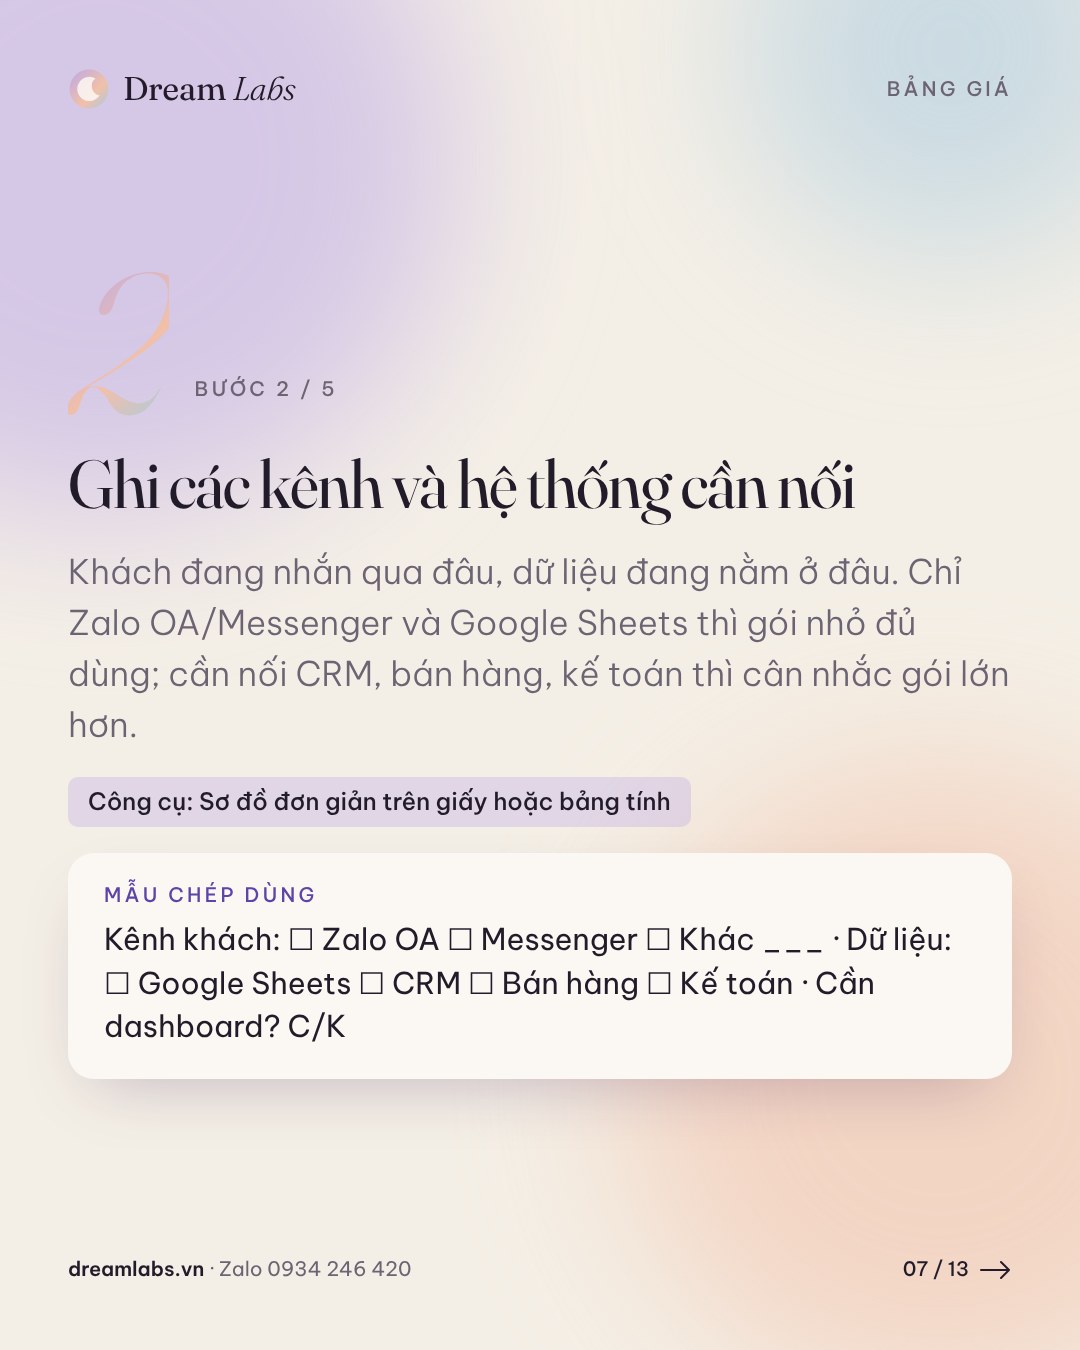 Dream Labs
BẢNG GIÁ
2
BƯỚC 2 / 5
Ghi các kênh và hệ thống cần nối
Khách đang nhắn qua đâu, dữ liệu đang nằm ở đâu. Chỉ
Zalo OA/Messenger và Google Sheets thì gói nhỏ đủ
dùng; cần nối CRM, bán hàng, kế toán thì cân nhắc gói lớn
hơn.
Công cụ: Sơ đồ đơn giản trên giấy hoặc bảng tính
MẪU CHÉP DÙNG
Kênh khách: ☐ Zalo OA ☐ Messenger ☐ Khác _ _ _ · Dữ liệu:
☐ Google Sheets ☐ CRM ☐ Bán hàng ☐ Kế toán · Cần
dashboard? C/K
dreamlabs.vn · Zalo 0934 246 420
07 / 13 →